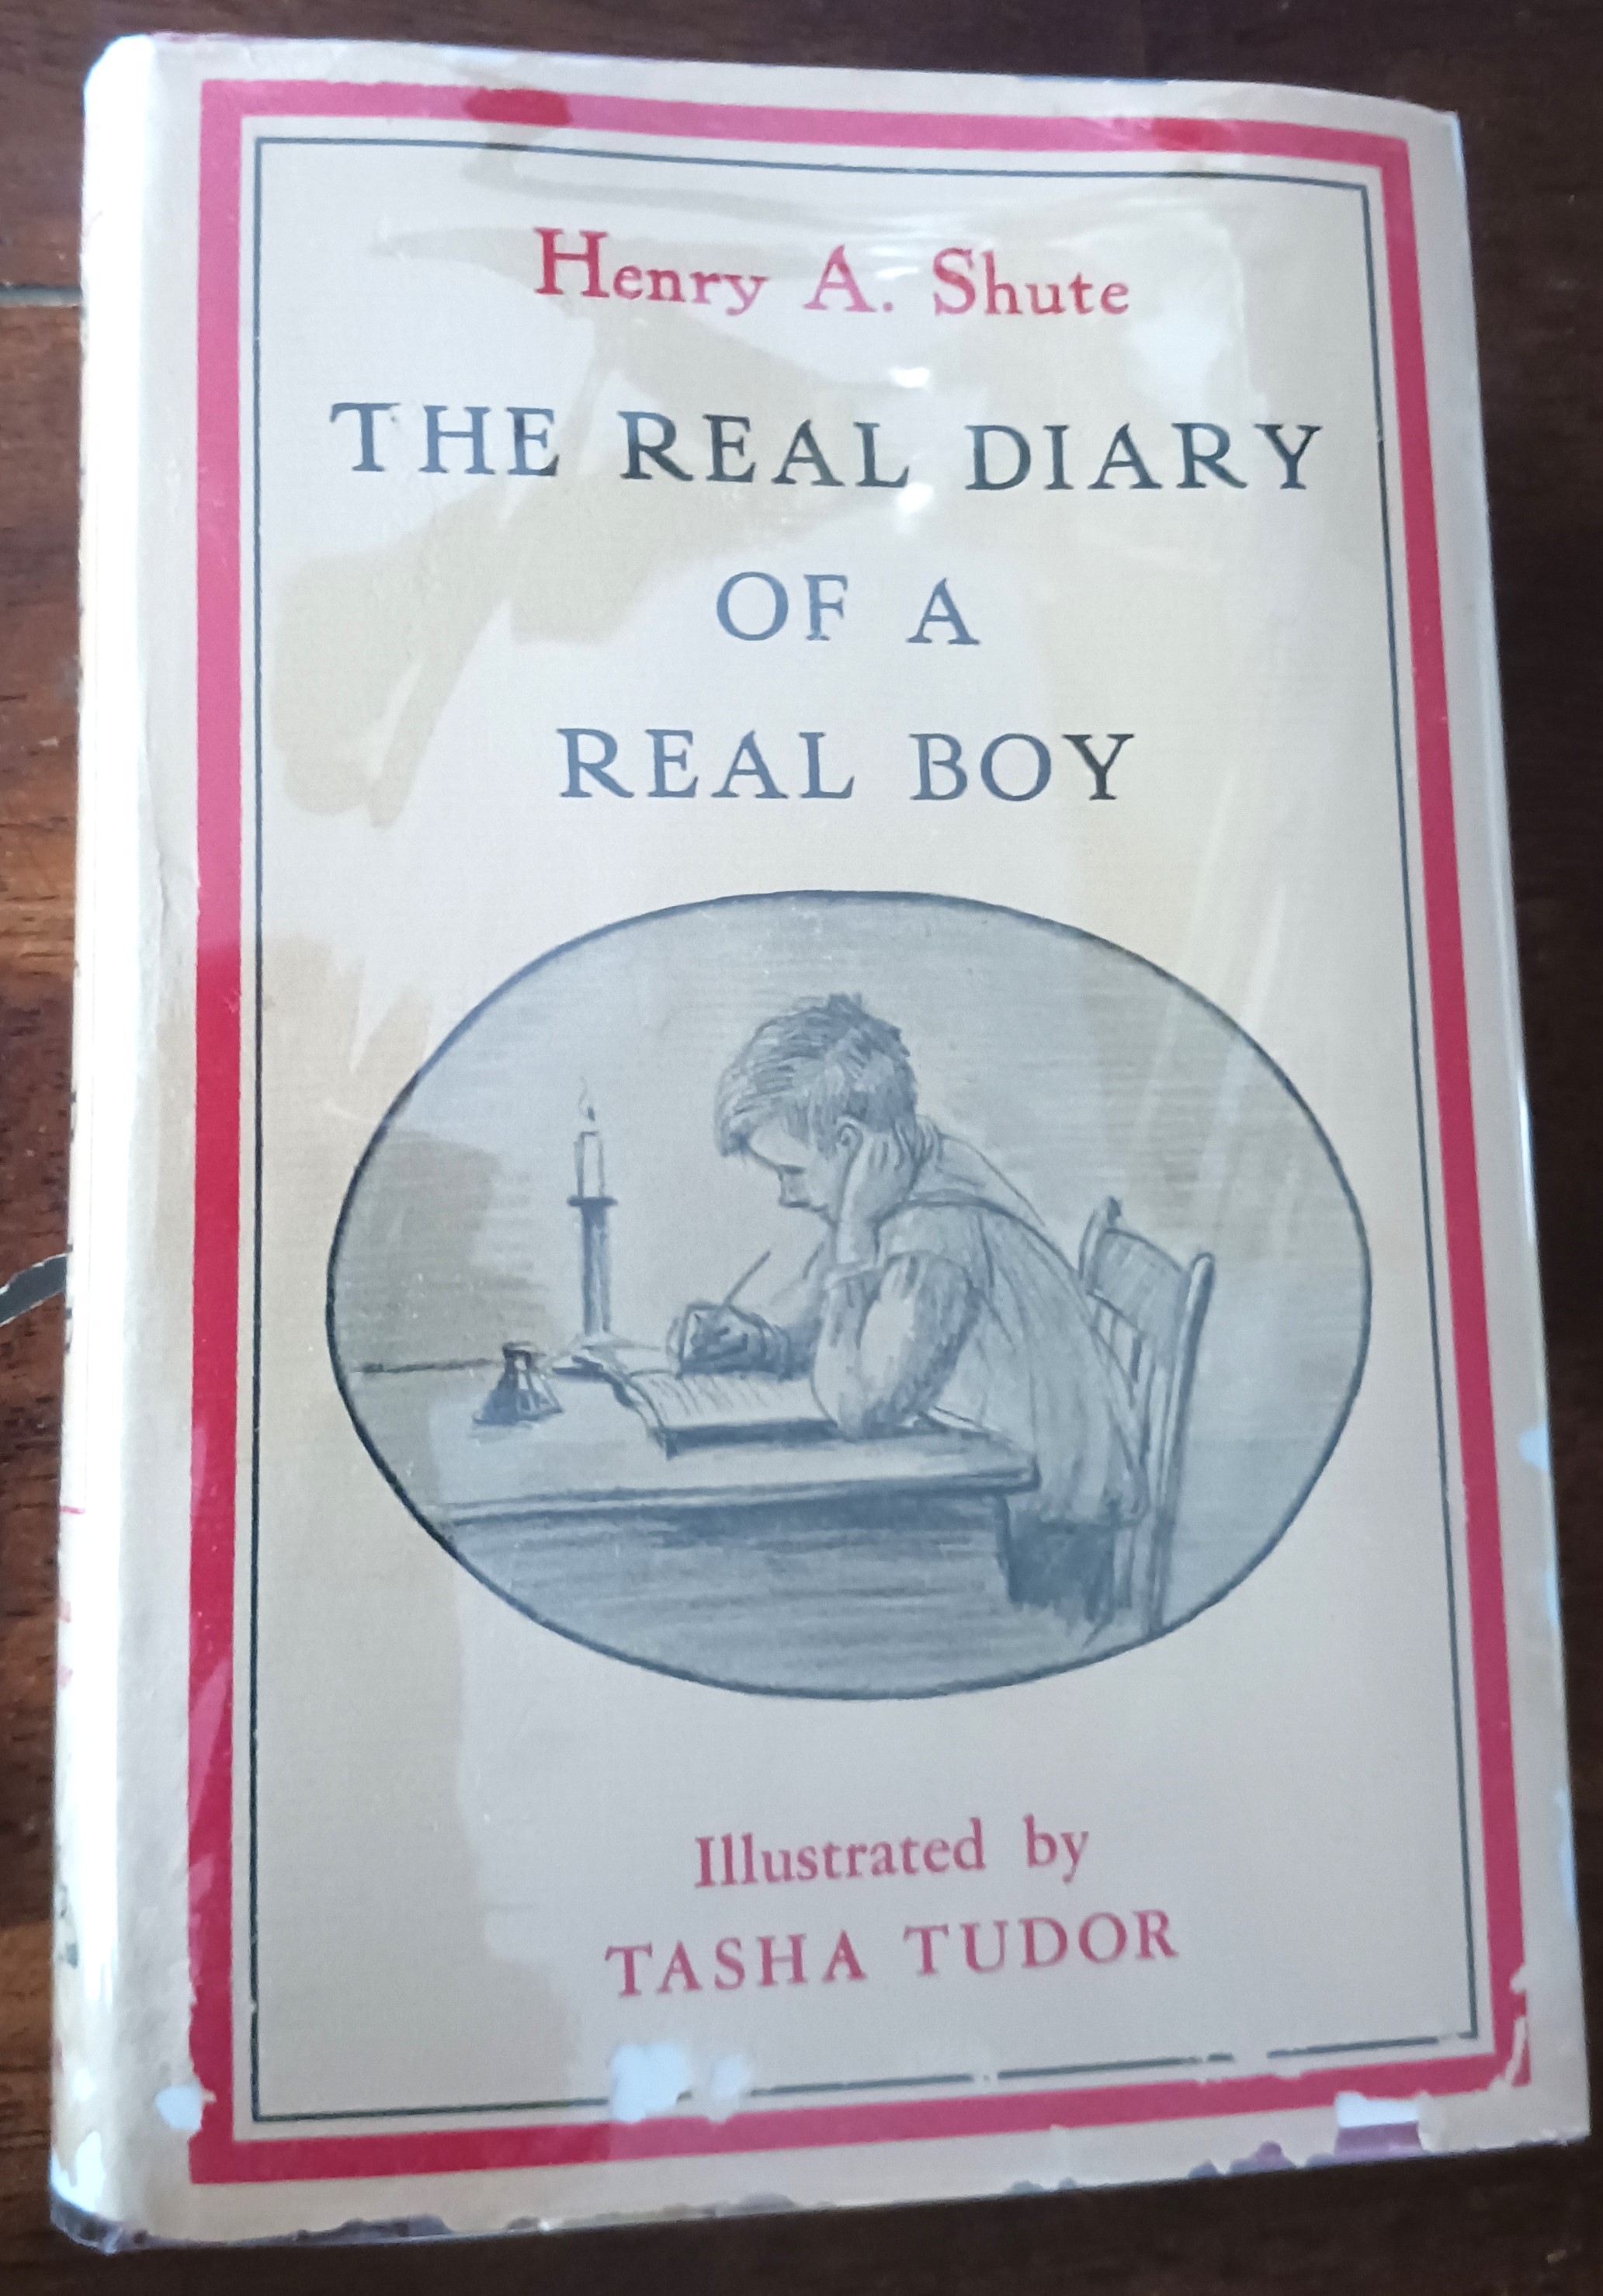 Henry A. Shute
THE REAL DIARY
OF A
REAL BOY
Illustrated by
TASHA TUDOR